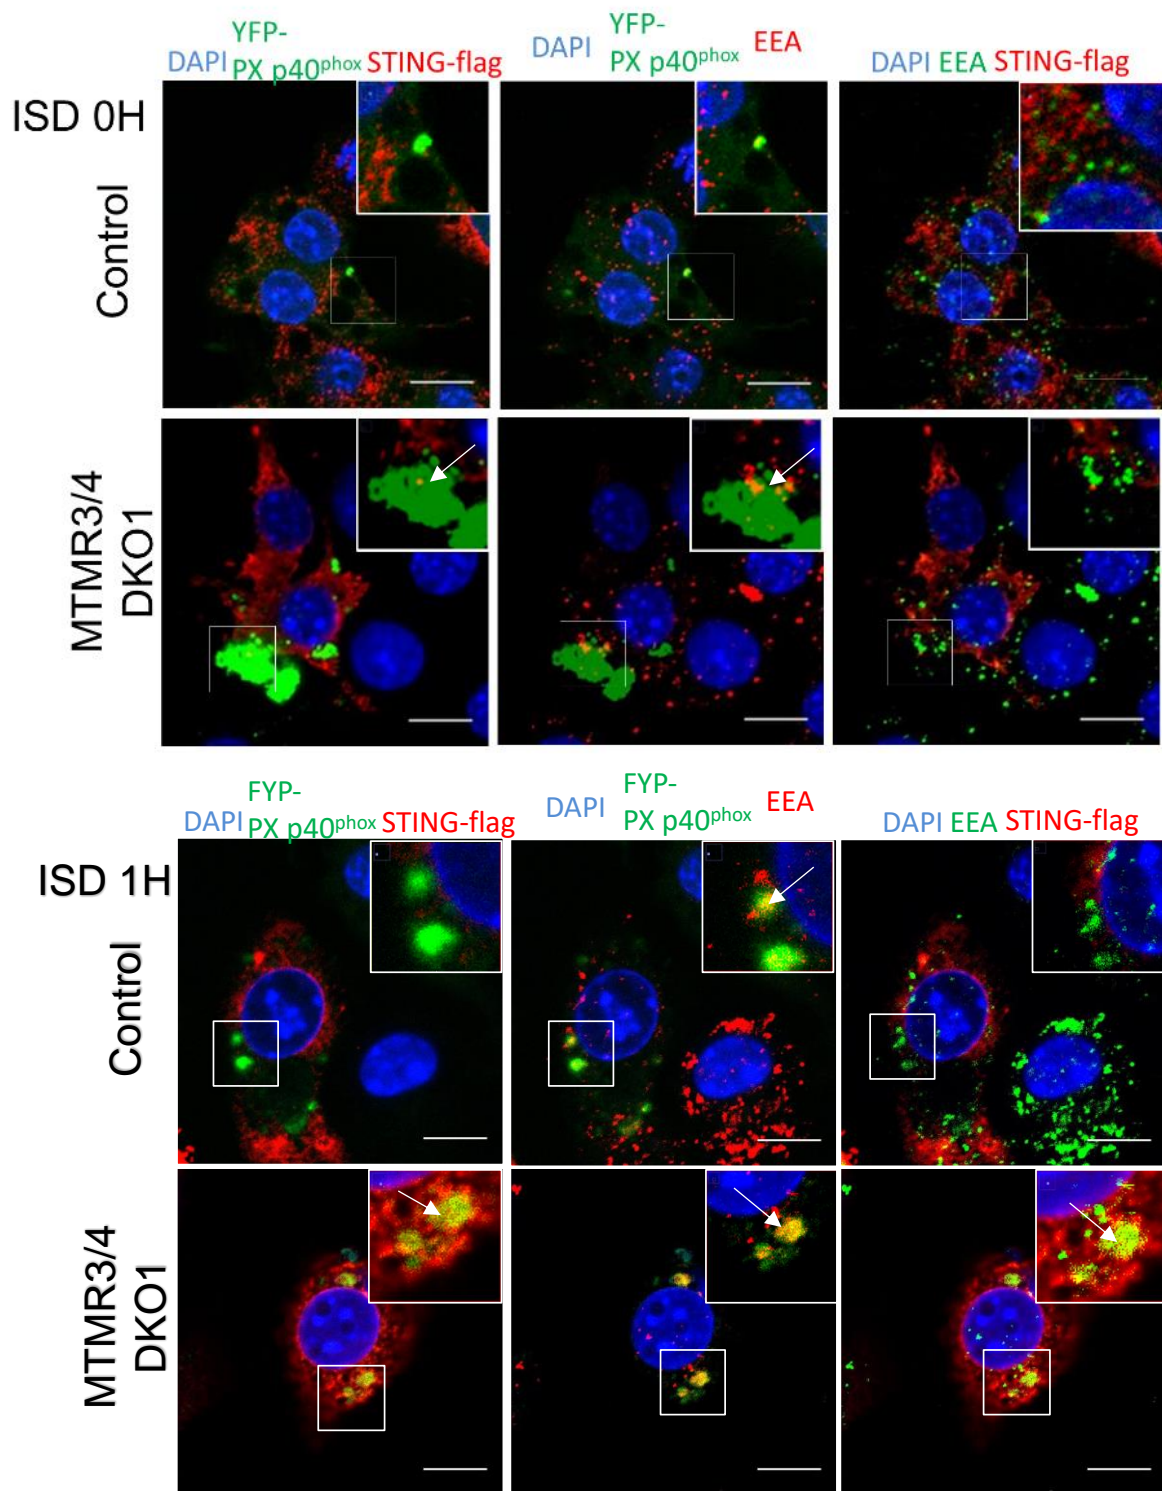 YFP-
DAPI PX p40phox STING-flag
YFP-
DAPI PX p40phox EEA
DAPI EEA STING-flag
ISD 0H
Control
MTMR3/4
DKO1
FYP-
DAPI PX p40phox STING-flag
FYP-
DAPI PX p40phox EEA
DAPI EEA STING-flag
ISD 1H
Control
MTMR3/4
DKO1